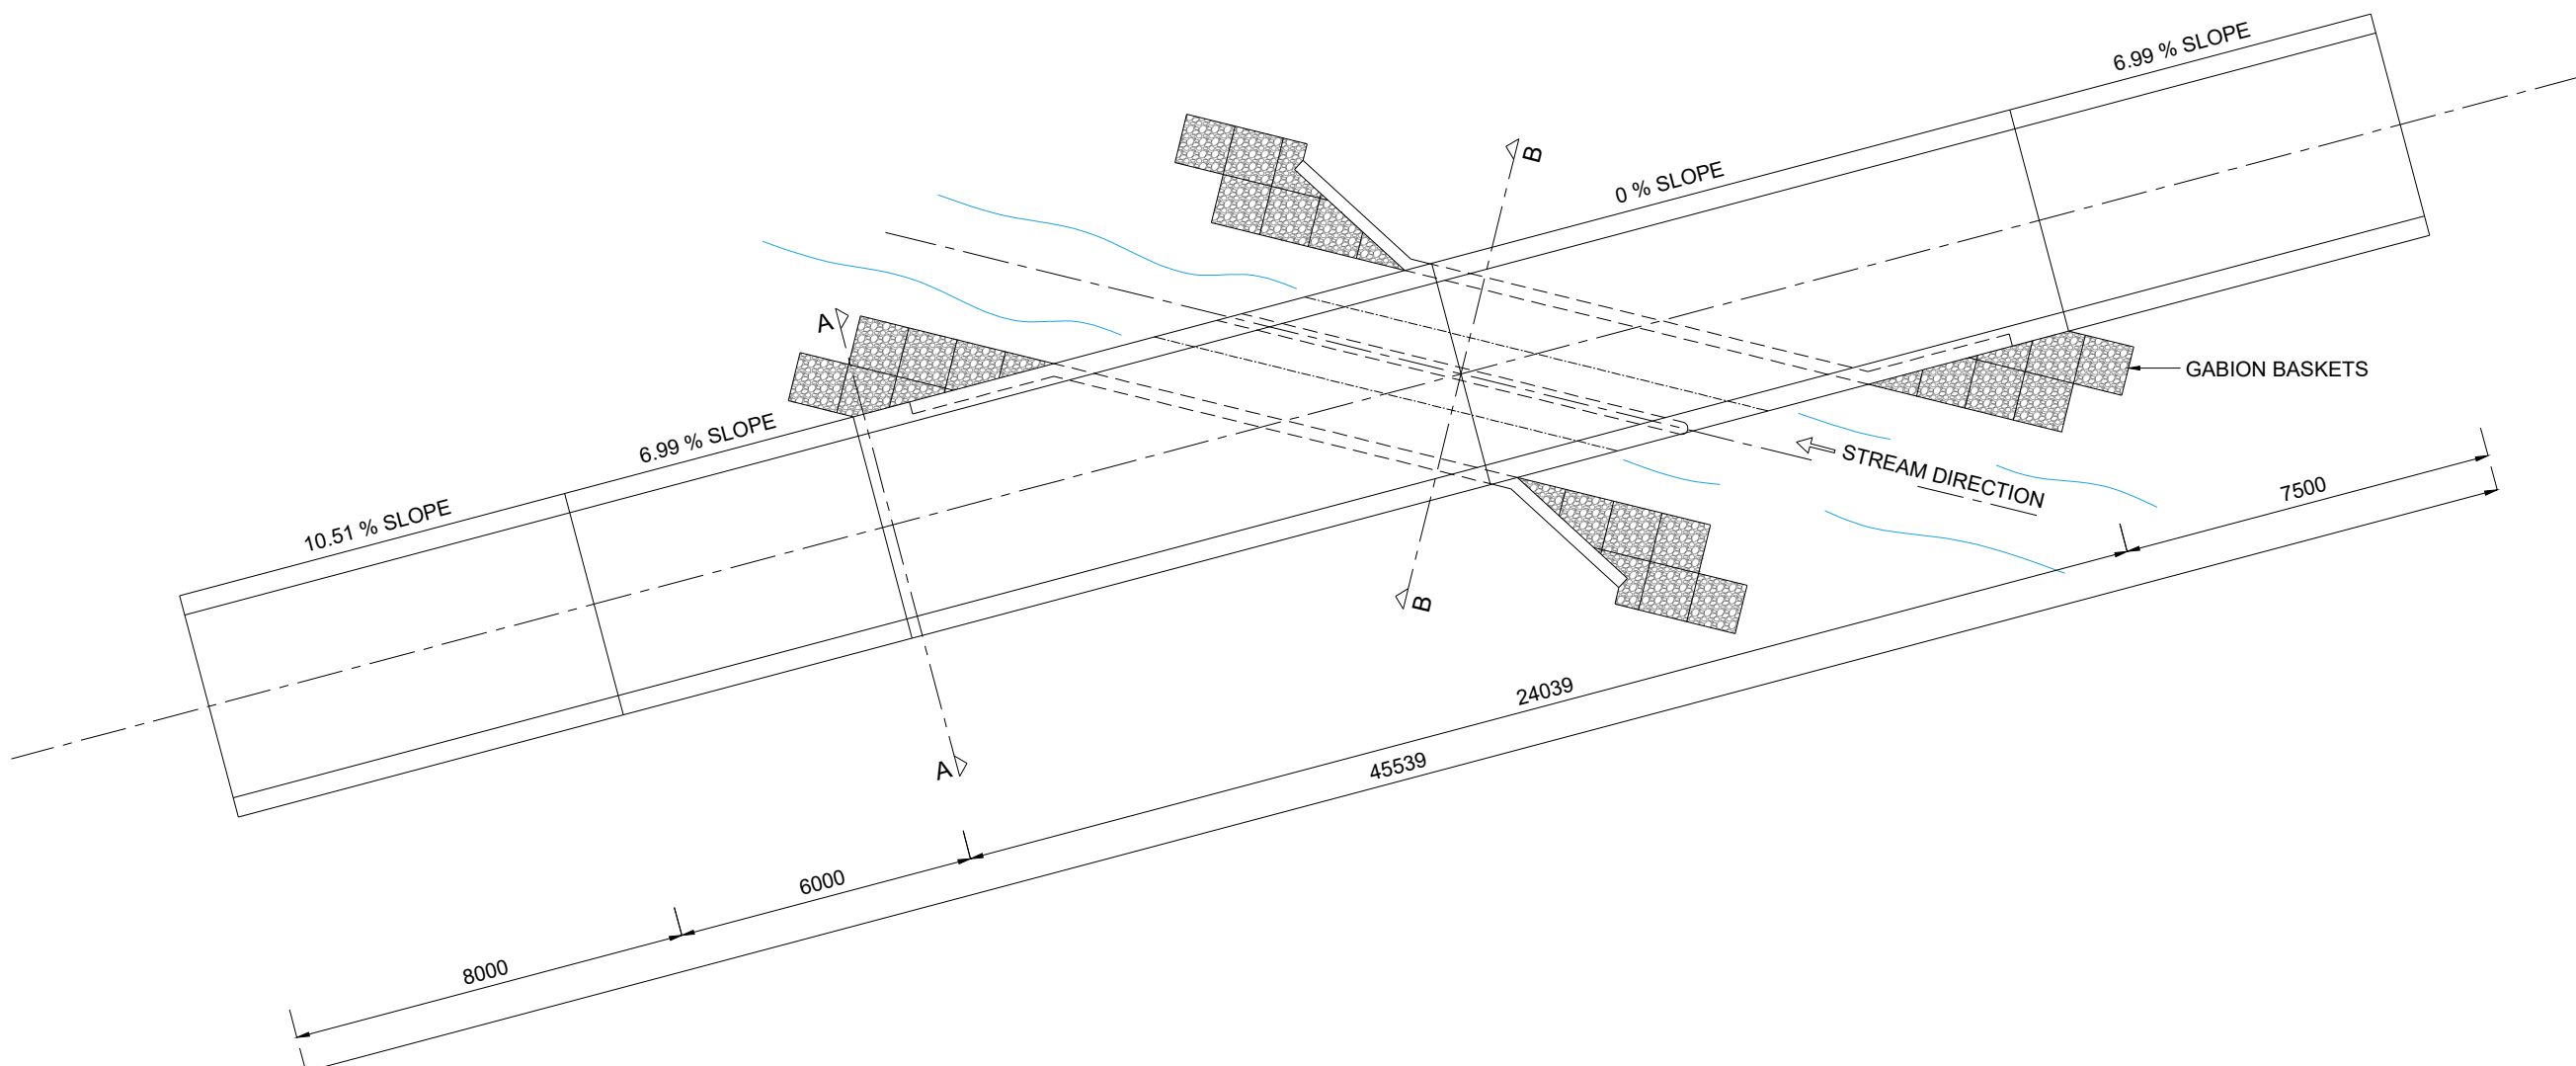 6.99 % SLOPE
B
0 % SLOPE
A
GABION BASKETS
6.99 % SLOPE
STREAM DIRECTION
7500
10.51 % SLOPE
B
24039
A
45539
6000
8000